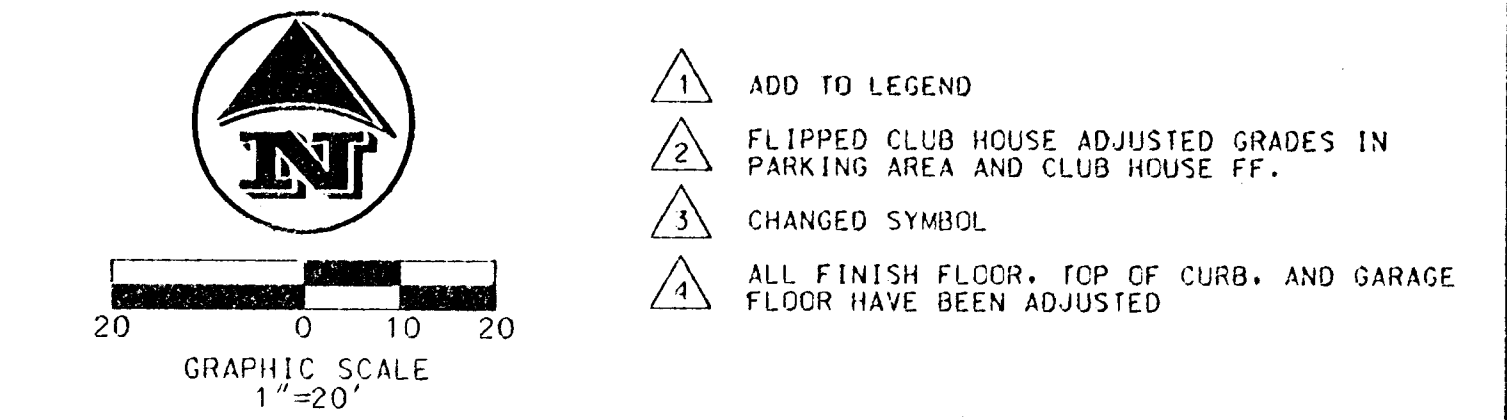 N
20 0 10 20
GRAPHIC SCALE
1"=20'
1 ADD TO LEGEND
2 FLIPPED CLUB HOUSE ADJUSTED GRADES IN
PARKING AREA AND CLUB HOUSE FF.
3 CHANGED SYMBOL
4 ALL FINISH FLOOR, TOP OF CURB, AND GARAGE
FLOOR HAVE BEEN ADJUSTED